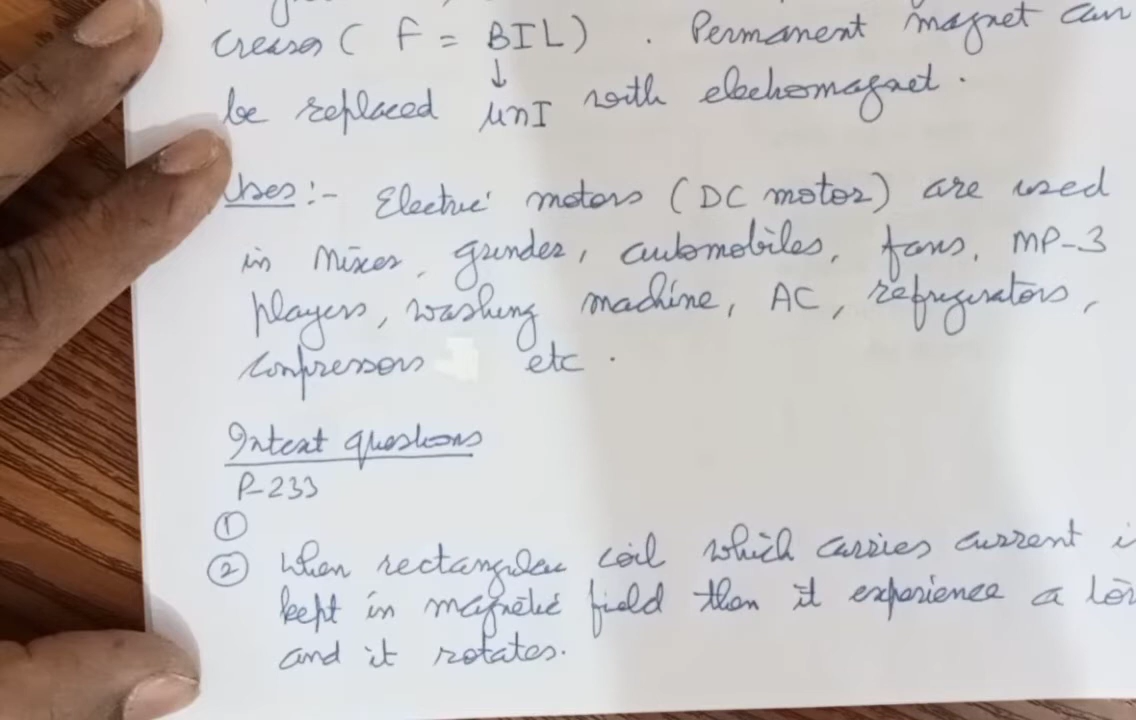 creases ( F = BIL) . Permanent magnet can
↓
be replaced μnI with electromagnet.
Uses :- Electric motors (DC motor) are used
in mixer, grinder, automobiles, fans, MP-3
players, washing machine, AC, refrigerators,
compressors etc.
Intext questions
P-233
①
② When rectangular coil which carries current
kept in magnetic field then it experience a
and it rotates.